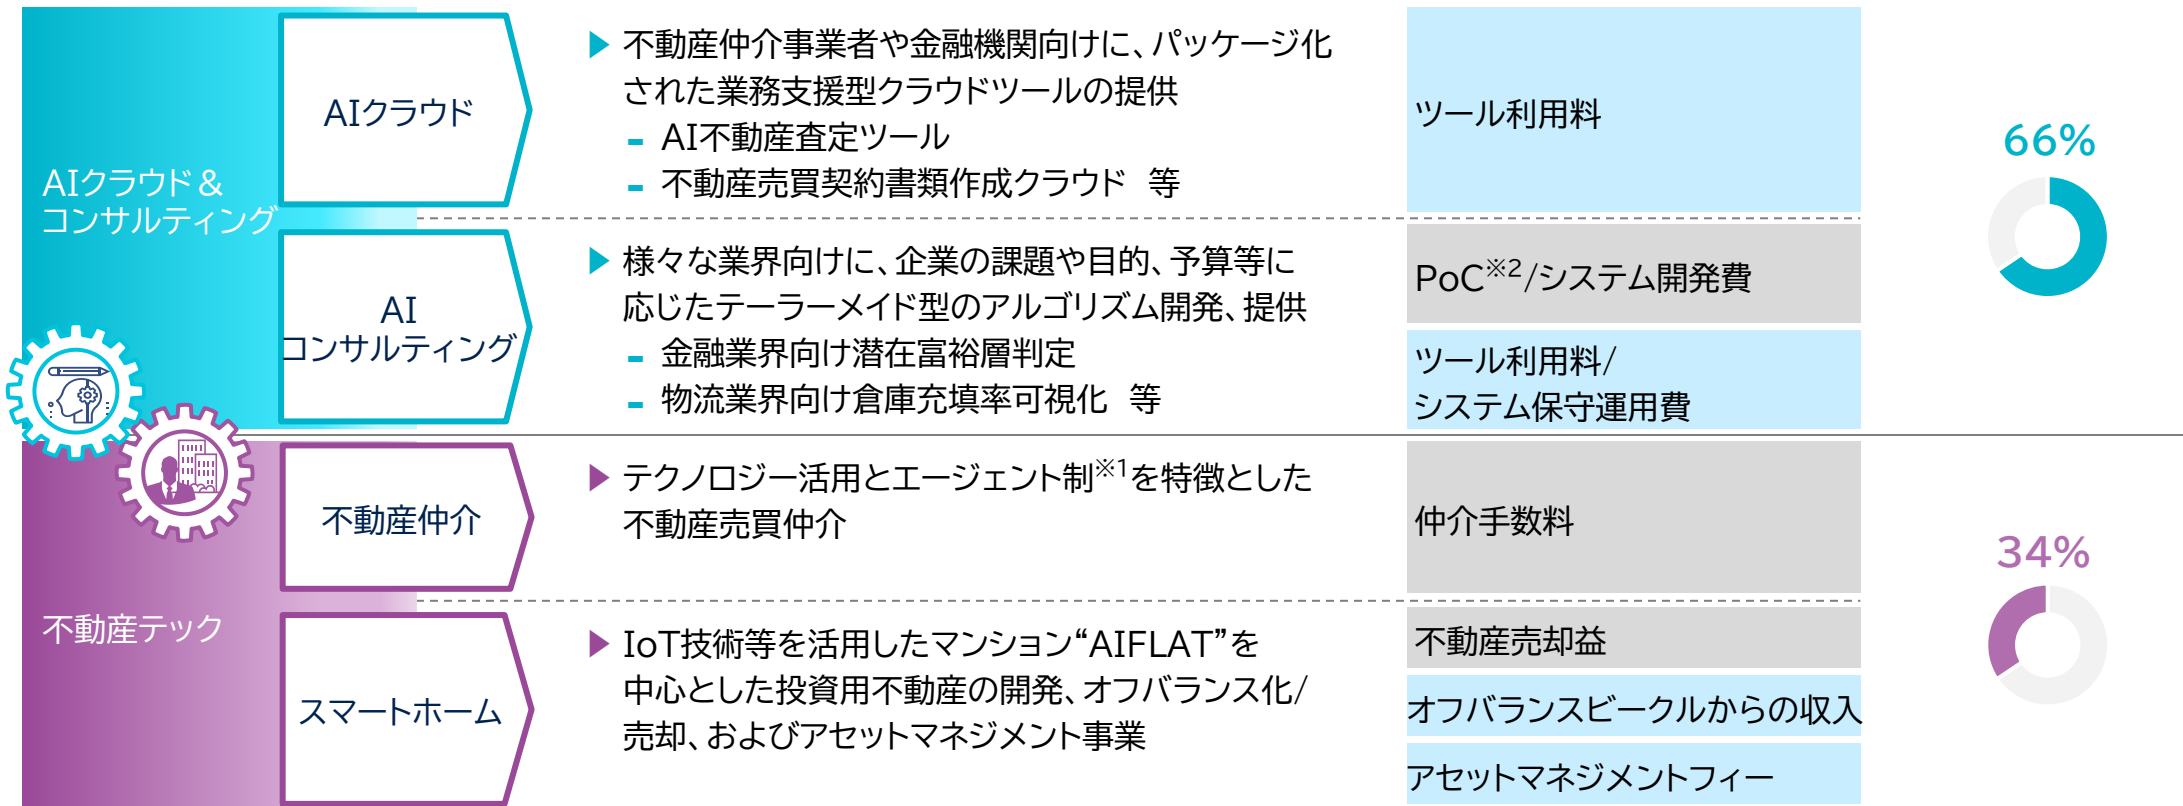 AIクラウド＆
コンサルティング
AIクラウド
不動産仲介事業者や金融機関向けに、パッケージ化
された業務支援型クラウドツールの提供
- AI不動産査定ツール
- 不動産売買契約書類作成クラウド 等
ツール利用料
66%
AI
コンサルティング
様々な業界向けに、企業の課題や目的、予算等に
応じたテーラーメイド型のアルゴリズム開発、提供
- 金融業界向け潜在富裕層判定
- 物流業界向け倉庫充填率可視化 等
PoC※2/システム開発費
ツール利用料/
システム保守運用費
不動産テック
不動産仲介
テクノロジー活用とエージェント制※1を特徴とした
不動産売買仲介
仲介手数料
34%
スマートホーム
IoT技術等を活用したマンション“AIFLAT”を
中心とした投資用不動産の開発、オフバランス化/
売却、およびアセットマネジメント事業
不動産売却益
オフバランスビークルからの収入
アセットマネジメントフィー